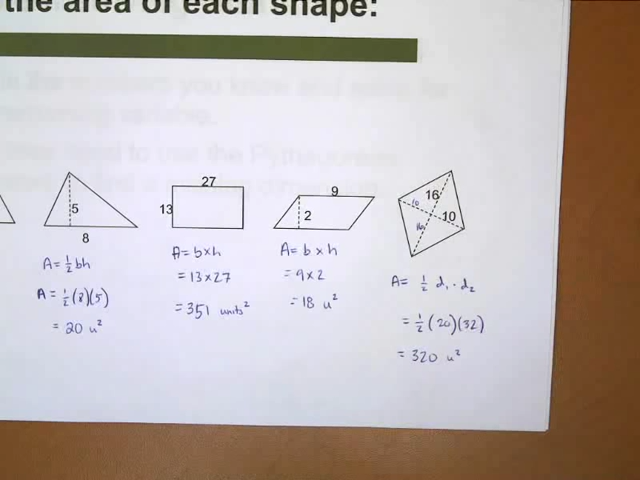 the area of each shape:
5
8
A = ½ bh
A = ½(8)(5)
= 20 u²
27
13
A = b x h
= 13 x 27
= 351 units²
9
2
A = b x h
= 9 x 2
= 18 u²
16
10
10
16
A = ½ d₁ · d₂
= ½(20)(32)
= 320 u²